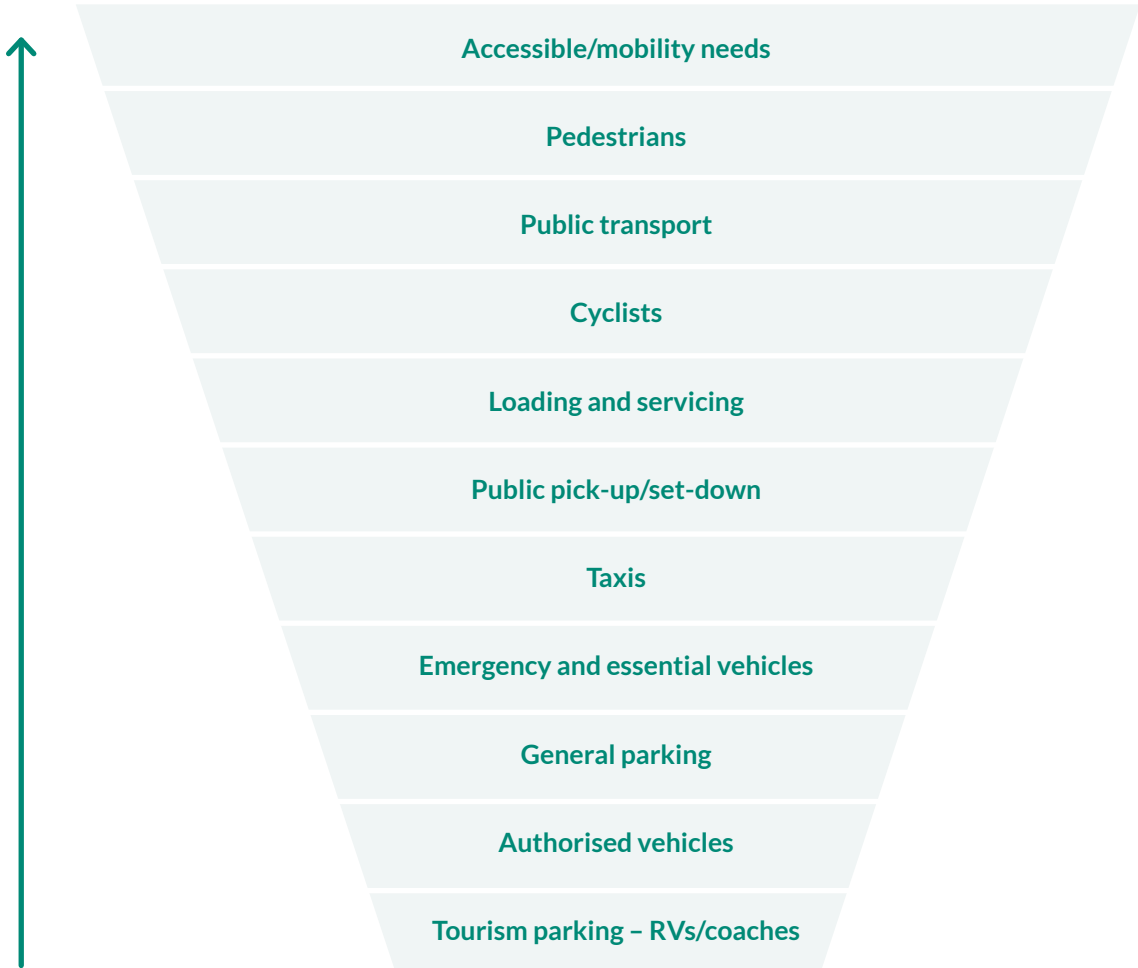 Accessible/mobility needs
Pedestrians
Public transport
Cyclists
Loading and servicing
Public pick-up/set-down
Taxis
Emergency and essential vehicles
General parking
Authorised vehicles
Tourism parking – RVs/coaches